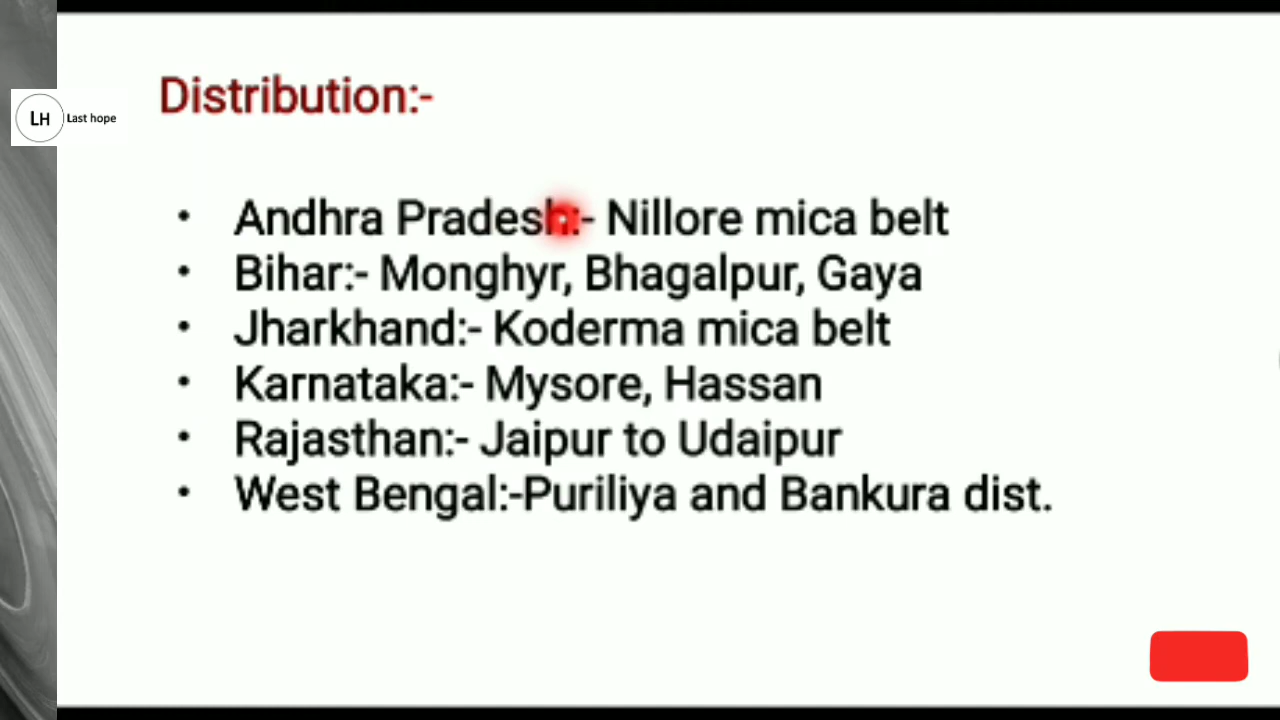 Distribution:-
LH Last hope
• Andhra Pradesh:- Nillore mica belt
• Bihar:- Monghyr, Bhagalpur, Gaya
• Jharkhand:- Koderma mica belt
• Karnataka:- Mysore, Hassan
• Rajasthan:- Jaipur to Udaipur
• West Bengal:-Puriliya and Bankura dist.